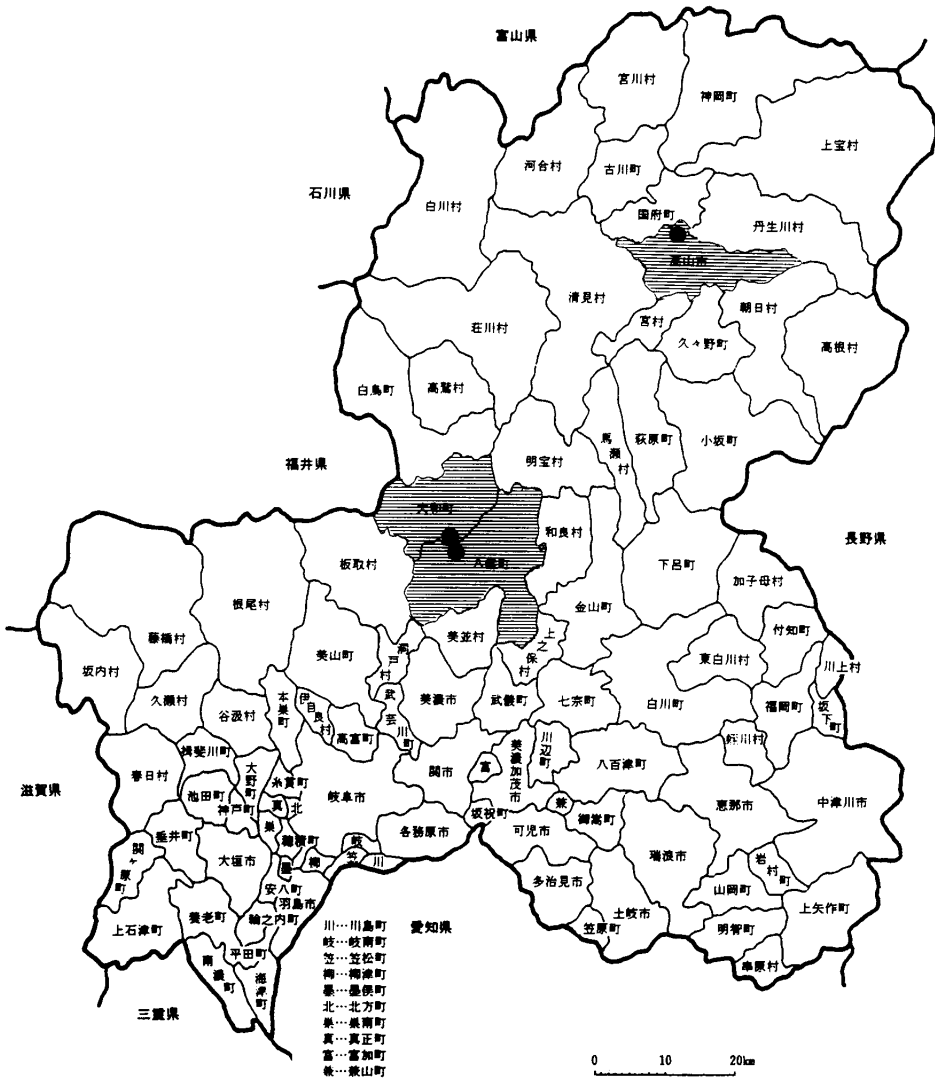 富山県
宮川村
神岡町
上宝村
河合村
古川町
石川県
白川村
国府町
丹生川村
高山市
清見村
朝日村
荘川村
宮村
久々野町
高根村
白鳥町
高鷲村
馬瀬村
萩原町
小坂町
明宝村
福井県
大和町
八幡町
和良村
長野県
板取村
下呂町
加子母村
根尾村
金山町
藤橋村
付知町
坂内村
美山町
洞戸村
美並村
上之保村
東白川村
川上村
久瀬村
谷汲村
本巣町
伊自良村
武芸川町
美濃市
武儀町
七宗町
白川町
福岡町
坂下町
高富町
蛭川村
揖斐川町
春日村
大野町
糸貫町
北
岐阜市
関市
富
美濃加茂市
川辺町
八百津町
滋賀県
池田町
神戸町
真
恵那市
中津川市
兼
坂祝町
御嵩町
垂井町
巣
穂積町
岐
各務原市
可児市
関ヶ原町
大垣市
墨
柳
笠
川
瑞浪市
岩村町
安八町
羽島市
多治見市
山岡町
養老町
輪之内町
土岐市
上矢作町
上石津町
愛知県
笠原町
明智町
平田町
南濃町
海津町
串原村
三重県
川…川島町
岐…岐南町
笠…笠松町
柳…柳津町
墨…墨俣町
北…北方町
巣…巣南町
真…真正町
富…富加町
兼…兼山町
0 10 20km